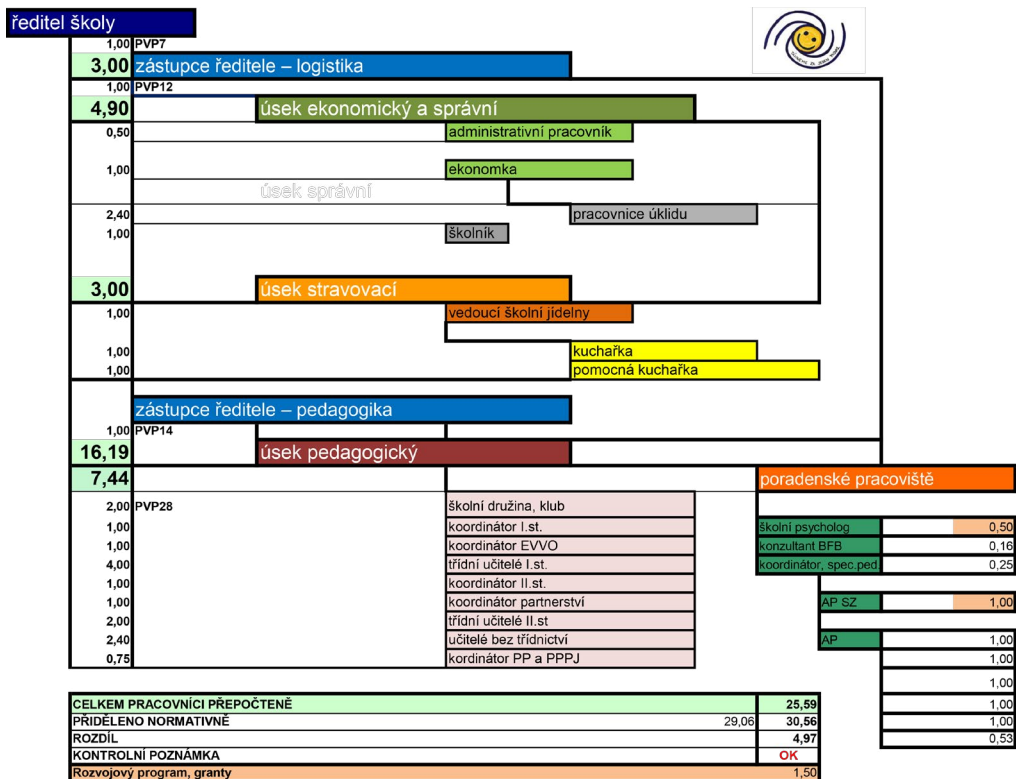 ředitel školy
1,00 PVP7
3,00 zástupce ředitele – logistika
1,00 PVP12
4,90 úsek ekonomický a správní
0,50 administrativní pracovník
1,00 ekonomka
úsek správní
2,40 pracovnice úklidu
1,00 školník
3,00 úsek stravovací
1,00 vedoucí školní jídelny
1,00 kuchařka
1,00 pomocná kuchařka
zástupce ředitele – pedagogika
1,00 PVP14
16,19 úsek pedagogický
7,44 poradenské pracoviště
2,00 PVP28 školní družina, klub
1,00 koordinátor I.st. školní psycholog 0,50
1,00 koordinátor EVVO konzultant BFB 0,16
4,00 třídní učitelé I.st. koordinátor, spec.ped. 0,25
1,00 koordinátor II.st.
1,00 koordinátor partnerství AP SZ 1,00
2,00 třídní učitelé II.st
2,40 učitelé bez třídnictví AP 1,00
0,75 kordinátor PP a PPPJ 1,00
1,00
CELKEM PRACOVNÍCI PŘEPOČTENĚ 25,59 1,00
PŘIDĚLENO NORMATIVNĚ 29,06 30,56 1,00
ROZDÍL 4,97 0,53
KONTROLNÍ POZNÁMKA OK
Rozvojový program, granty 1,50